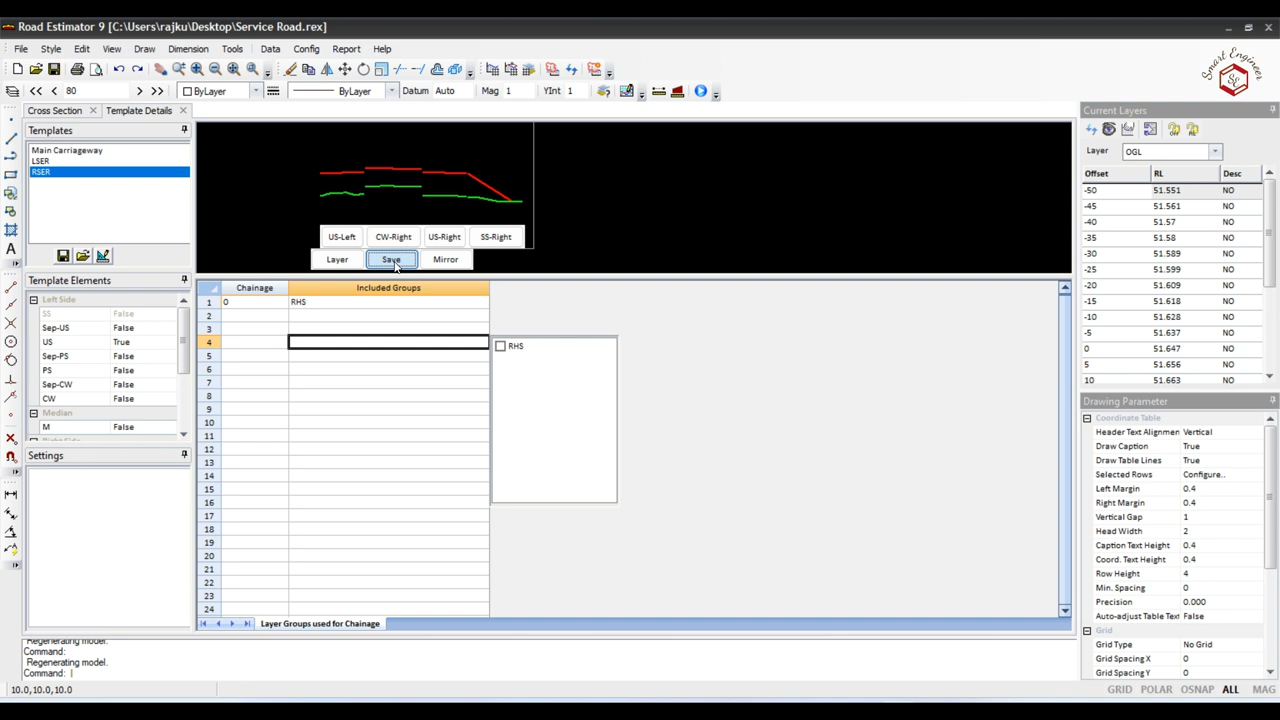 Road Estimator 9 [C:\Users\rajku\Desktop\Service Road.rex]
File Style Edit View Draw Dimension Tools Data Config Report Help
Smart Engineer
80 ByLayer ByLayer Datum Auto Mag 1 YInt 1
Cross Section Template Details
Templates
Main Carriageway
LSER
RSER
Template Elements
Left Side
SS False
Sep-US False
US True
Sep-PS False
PS False
Sep-CW False
CW False
Median
M False
Settings
US-Left CW-Right US-Right SS-Right
Layer Save Mirror
Chainage Included Groups
1 0 RHS
2
3
4
5
6
7
8
9
10
11
12
13
14
15
16
17
18
19
20
21
22
23
24
RHS
Layer Groups used for Chainage
Current Layers
Layer OGL
Offset RL Desc
-50 51.551 NO
-45 51.561 NO
-40 51.57 NO
-35 51.58 NO
-30 51.589 NO
-25 51.599 NO
-20 51.609 NO
-15 51.618 NO
-10 51.628 NO
-5 51.637 NO
0 51.647 NO
5 51.656 NO
10 51.663 NO
Drawing Parameter
Coordinate Table
Header Text Alignmen Vertical
Draw Caption True
Draw Table Lines True
Selected Rows Configure..
Left Margin 0.4
Right Margin 0.4
Vertical Gap 1
Head Width 2
Caption Text Height 0.4
Coord. Text Height 0.4
Row Height 4
Min. Spacing 0
Precision 0.000
Auto-adjust Table Text False
Grid
Grid Type No Grid
Grid Spacing X 0
Grid Spacing Y 0
Regenerating model.
Command:
Regenerating model.
Command:
10.0,10.0,10.0
GRID POLAR OSNAP ALL MAG